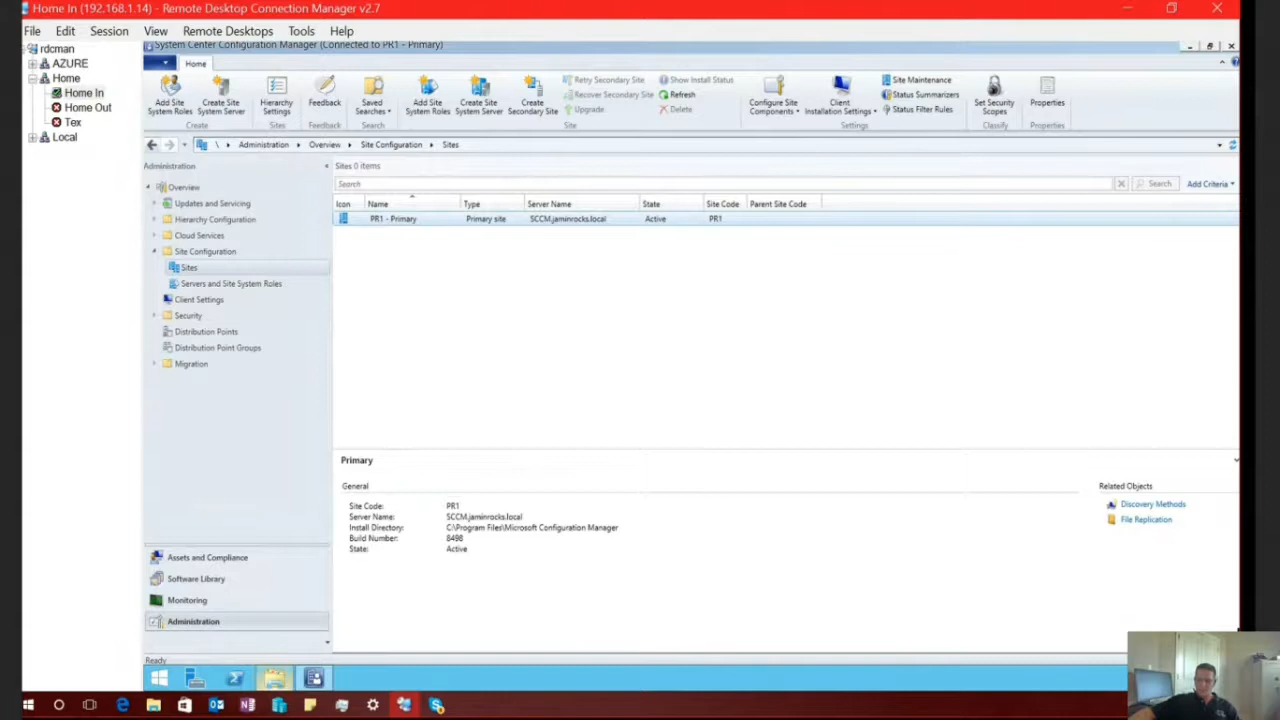 Home In (192.168.1.14) - Remote Desktop Connection Manager v2.7
File Edit Session View Remote Desktops Tools Help
rdcman
AZURE
Home
Home In
Home Out
Tex
Local
System Center Configuration Manager (Connected to PR1 - Primary)
Home
Add Site System Roles
Create Site System Server
Create
Hierarchy Settings
Sites
Feedback
Feedback
Saved Searches
Search
Add Site System Roles
Create Site System Server
Create Secondary Site
Retry Secondary Site
Recover Secondary Site
Upgrade
Show Install Status
Refresh
Delete
Site
Configure Site Components
Client Installation Settings
Site Maintenance
Status Summarizers
Status Filter Rules
Settings
Set Security Scopes
Classify
Properties
Properties
\ Administration Overview Site Configuration Sites
Administration
Overview
Updates and Servicing
Hierarchy Configuration
Cloud Services
Site Configuration
Sites
Servers and Site System Roles
Client Settings
Security
Distribution Points
Distribution Point Groups
Migration
Assets and Compliance
Software Library
Monitoring
Administration
Sites 0 items
Search Search Add Criteria
Icon Name Type Server Name State Site Code Parent Site Code
PR1 - Primary Primary site SCCM.jaminrocks.local Active PR1
Primary
General
Site Code: PR1
Server Name: SCCM.jaminrocks.local
Install Directory: C:\Program Files\Microsoft Configuration Manager
Build Number: 8498
State: Active
Related Objects
Discovery Methods
File Replication
Ready